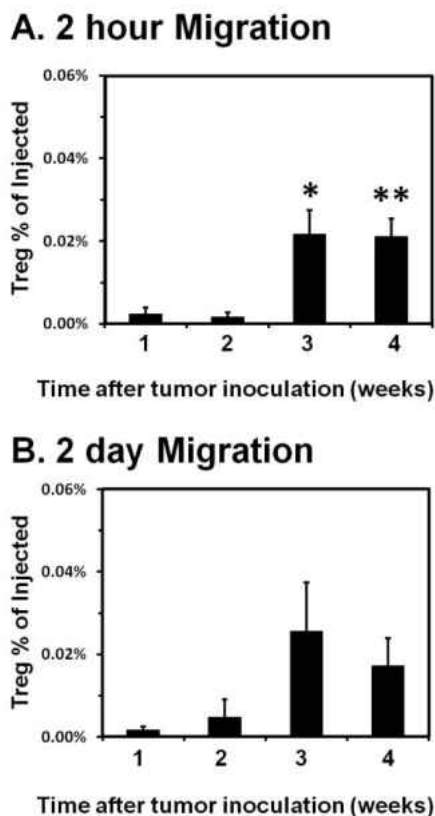 A. 2 hour Migration
0.06%
0.04%
0.02%
0.00%
Treg % of Injected
*
**
1 2 3 4
Time after tumor inoculation (weeks)
B. 2 day Migration
0.06%
0.04%
0.02%
0.00%
Treg % of Injected
1 2 3 4
Time after tumor inoculation (weeks)